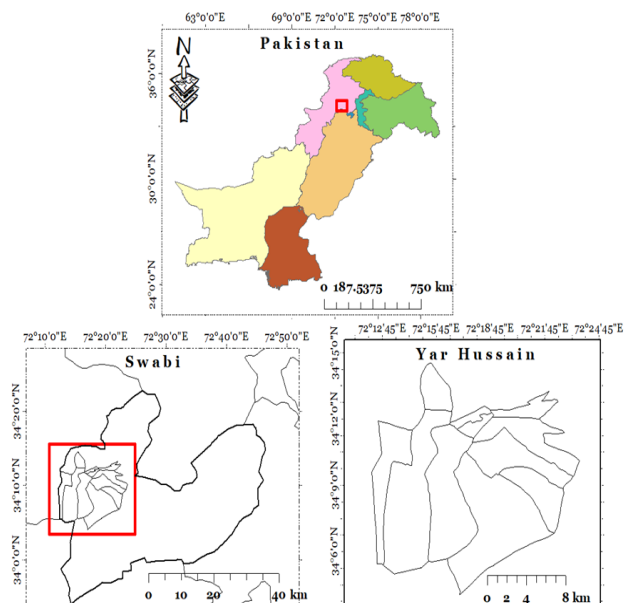 63°0'0"E 69°0'0"E 72°0'0"E 75°0'0"E 78°0'0"E
Pakistan
N
36°0'0"N
30°0'0"N
24°0'0"N
0 187.5375 750 km
72°10'0"E 72°20'0"E 72°30'0"E 72°40'0"E 72°50'0"E
Swabi
34°20'0"N
34°10'0"N
34°0'0"N
0 10 20 40 km
72°12'45"E 72°15'45"E 72°18'45"E 72°21'45"E 72°24'45"E
Yar Hussain
34°15'0"N
34°12'0"N
34°9'0"N
34°6'0"N
0 2 4 8 km